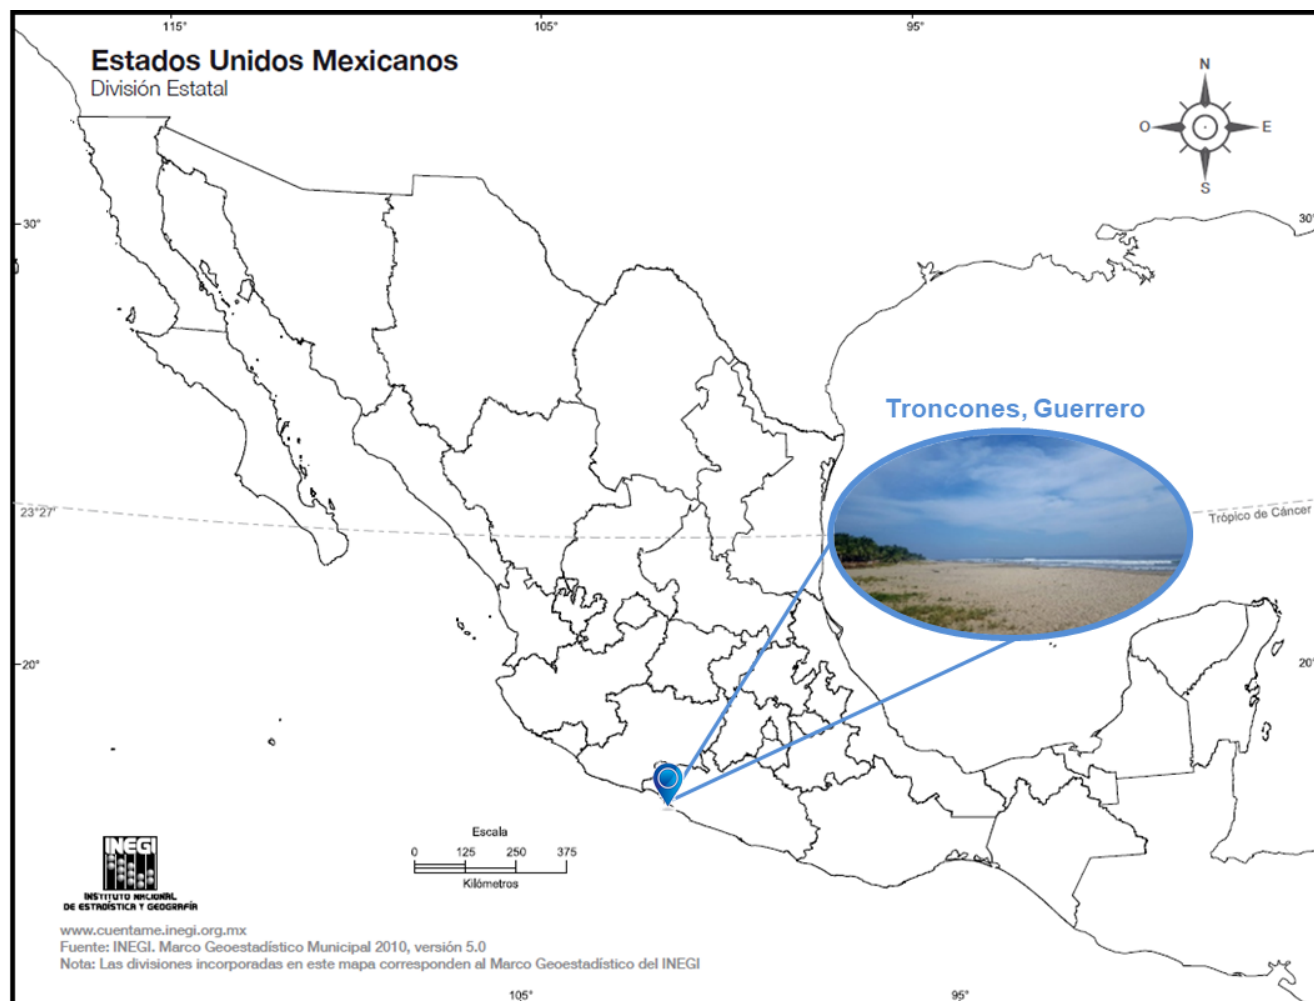 115°
105°
95°
Estados Unidos Mexicanos
División Estatal
N
O
E
S
30°
30°
Troncones, Guerrero
23°27'
Trópico de Cáncer
20°
20°
Escala
0 125 250 375
Kilómetros
INEGI
INSTITUTO NACIONAL
DE ESTADÍSTICA Y GEOGRAFÍA
www.cuentame.inegi.org.mx
Fuente: INEGI. Marco Geoestadístico Municipal 2010, versión 5.0
Nota: Las divisiones incorporadas en este mapa corresponden al Marco Geoestadístico del INEGI
105°
95°